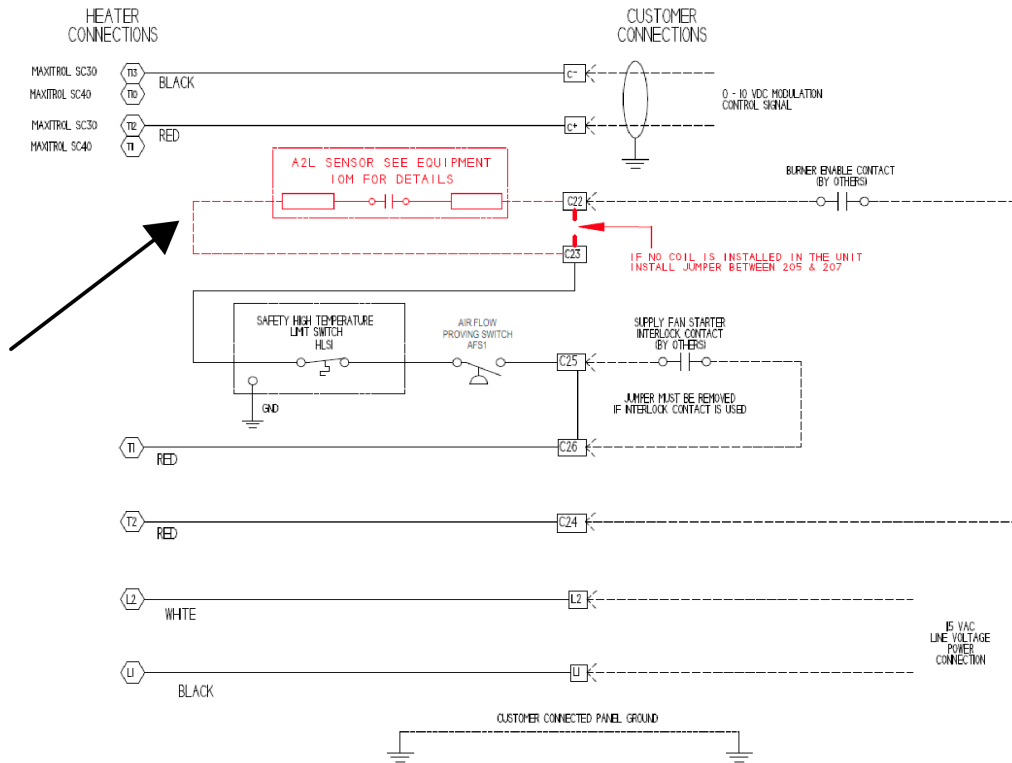 HEATER
CONNECTIONS
CUSTOMER
CONNECTIONS
MAXITROL SC30
T13
BLACK
C-
MAXITROL SC40
T10
0 - 10 VDC MODULATION
CONTROL SIGNAL
MAXITROL SC30
T12
RED
C+
MAXITROL SC40
T1
A2L SENSOR SEE EQUIPMENT
IOM FOR DETAILS
BURNER ENABLE CONTACT
(BY OTHERS)
C22
C23
IF NO COIL IS INSTALLED IN THE UNIT
INSTALL JUMPER BETWEEN 205 & 207
SAFETY HIGH TEMPERATURE
LIMIT SWITCH
HLS1
AIR FLOW
PROVING SWITCH
AFS1
SUPPLY FAN STARTER
INTERLOCK CONTACT
(BY OTHERS)
C25
GND
JUMPER MUST BE REMOVED
IF INTERLOCK CONTACT IS USED
T1
RED
C26
T2
RED
C24
L2
WHITE
L2
15 VAC
LINE VOLTAGE
POWER
CONNECTION
L1
BLACK
L1
CUSTOMER CONNECTED PANEL GROUND